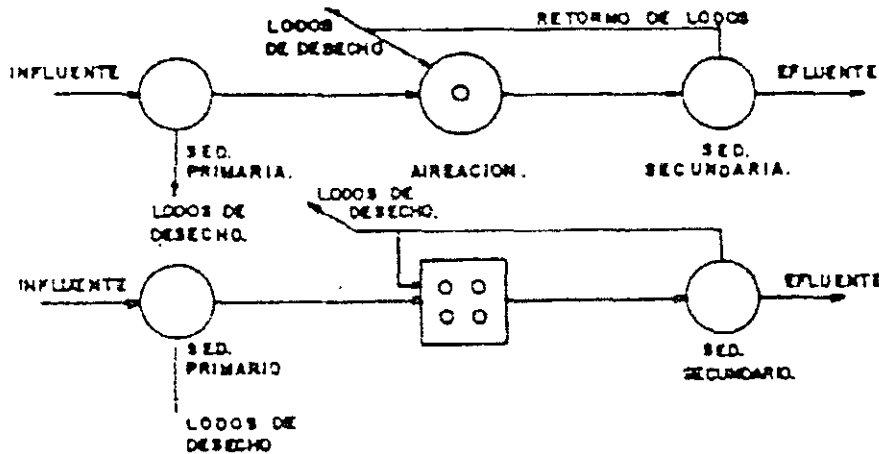 LODOS
DE DESECHO
RETORMO DE LODOS
INFLUENTE
EFLUENTE
SED.
PRIMARIA.
AIREACION.
SED.
SECUNDARIA.
LODOS DE
DESECHO.
LODOS DE
DESECHO.
INFLUENTE
EFLUENTE
SED.
PRIMARIO
SED.
SECUNDARIO.
LODOS DE
DESECHO